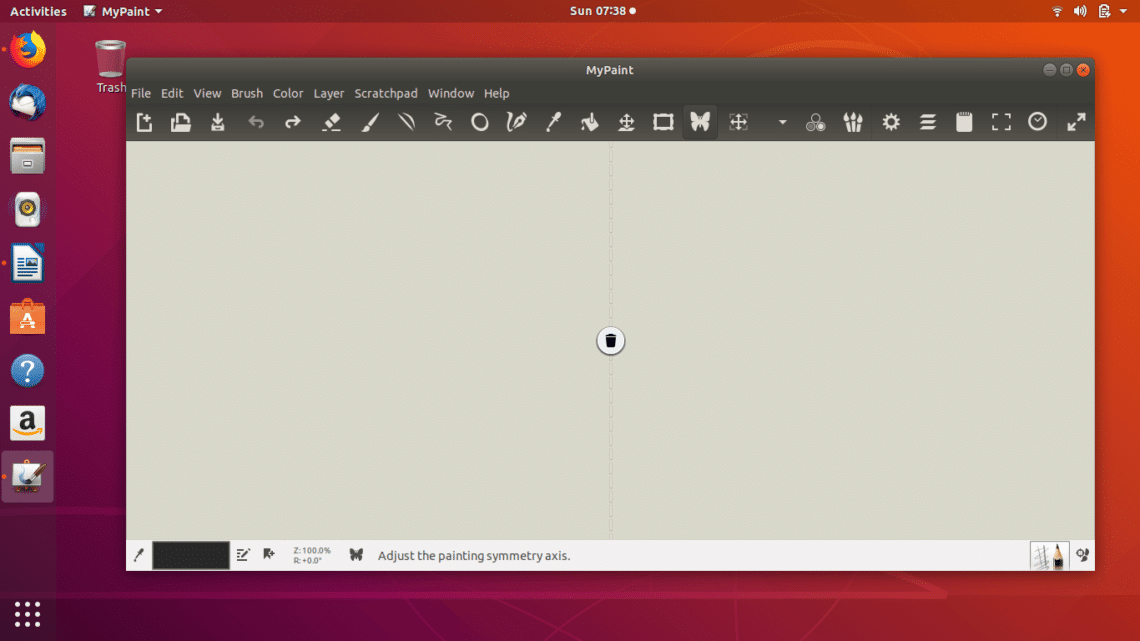 Activities MyPaint Sun 07:38
Trash
MyPaint
File Edit View Brush Color Layer Scratchpad Window Help
Z: 100.0%
R: +0.0°
Adjust the painting symmetry axis.